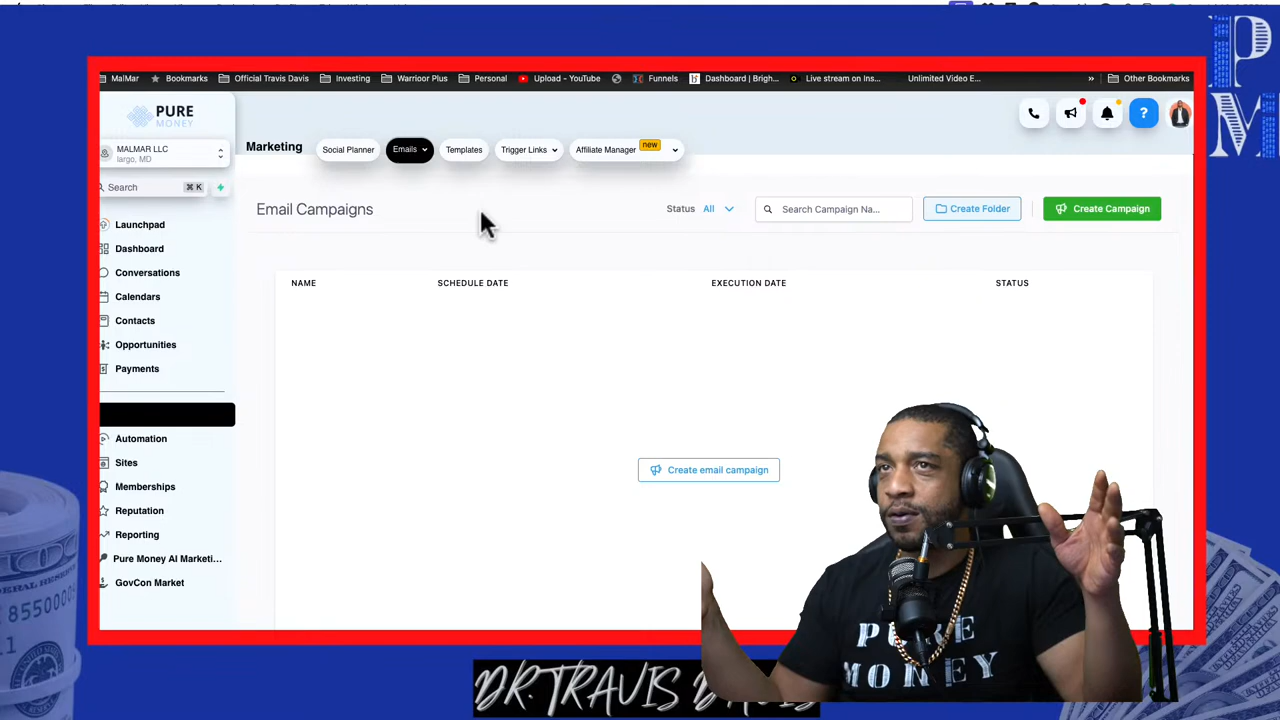 MalMar Bookmarks Official Travis Davis Investing Warrioor Plus Personal Upload - YouTube Funnels Dashboard | Brigh... Live stream on Ins... Unlimited Video E... » Other Bookmarks
PURE
MONEY
PM
MALMAR LLC
largo, MD
Marketing Social Planner Emails Templates Trigger Links Affiliate Manager new
?
Search ⌘ K
Email Campaigns Status All Search Campaign Na... Create Folder Create Campaign
Launchpad
Dashboard
Conversations
Calendars
Contacts
Opportunities
Payments
Automation
Sites
Memberships
Reputation
Reporting
Pure Money AI Marketi...
GovCon Market
NAME SCHEDULE DATE EXECUTION DATE STATUS
Create email campaign
PURE
MONEY
DR. TRAVIS